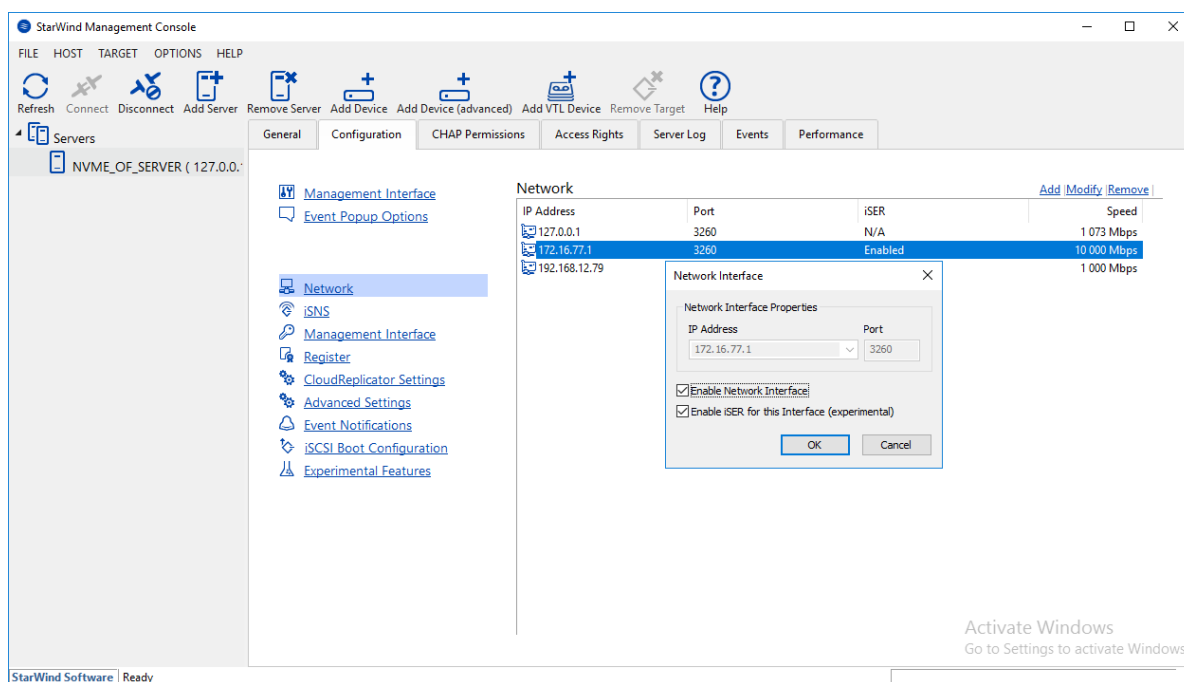 StarWind Management Console
FILE HOST TARGET OPTIONS HELP
Refresh Connect Disconnect Add Server Remove Server Add Device Add Device (advanced) Add VTL Device Remove Target Help
Servers
NVME_OF_SERVER ( 127.0.0.
General Configuration CHAP Permissions Access Rights Server Log Events Performance
Management Interface
Event Popup Options
Network
iSNS
Management Interface
Register
CloudReplicator Settings
Advanced Settings
Event Notifications
iSCSI Boot Configuration
Experimental Features
Network
Add |Modify |Remove |
IP Address Port iSER Speed
127.0.0.1 3260 N/A 1 073 Mbps
172.16.77.1 3260 Enabled 10 000 Mbps
192.168.12.79 1 000 Mbps
Network Interface
Network Interface Properties
IP Address Port
172.16.77.1 3260
Enable Network Interface
Enable iSER for this Interface (experimental)
OK Cancel
Activate Windows
Go to Settings to activate Windows
StarWind Software Ready